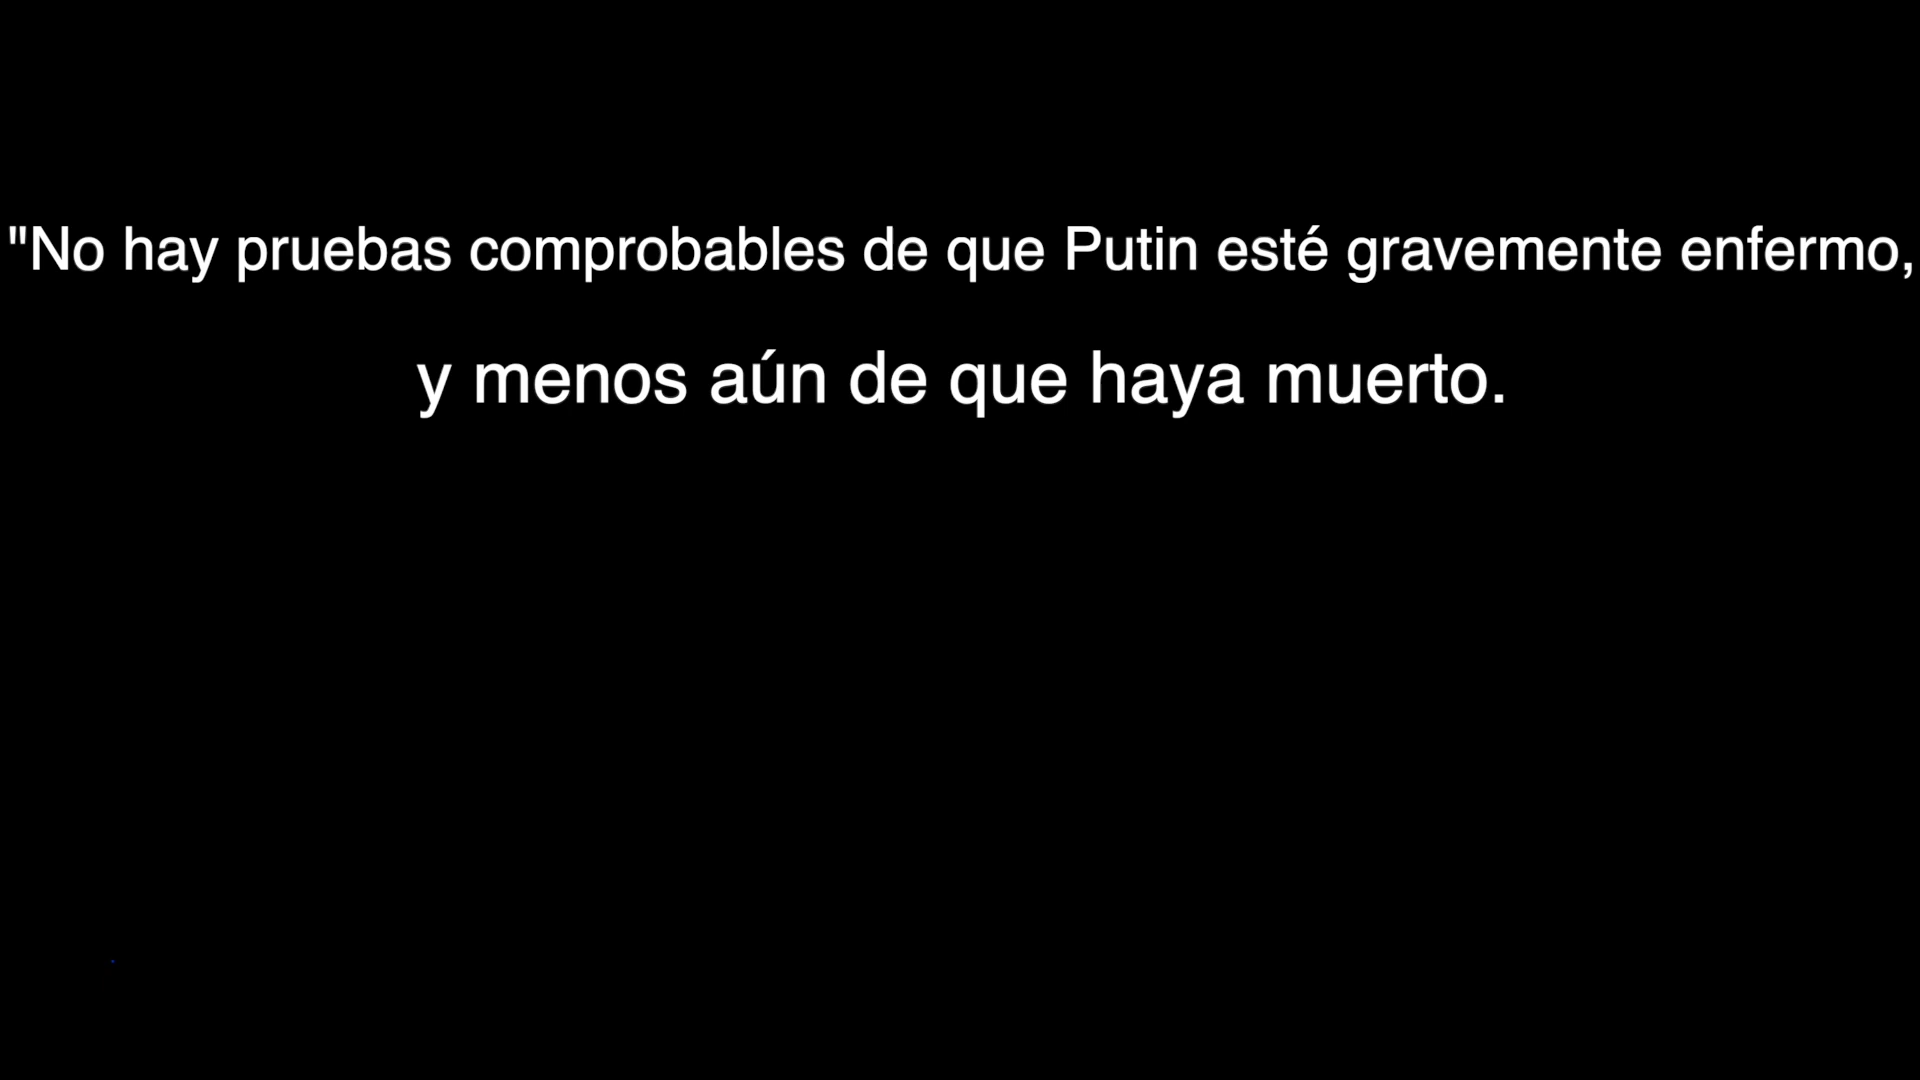 "No hay pruebas comprobables de que Putin esté gravemente enfermo,
y menos aún de que haya muerto.